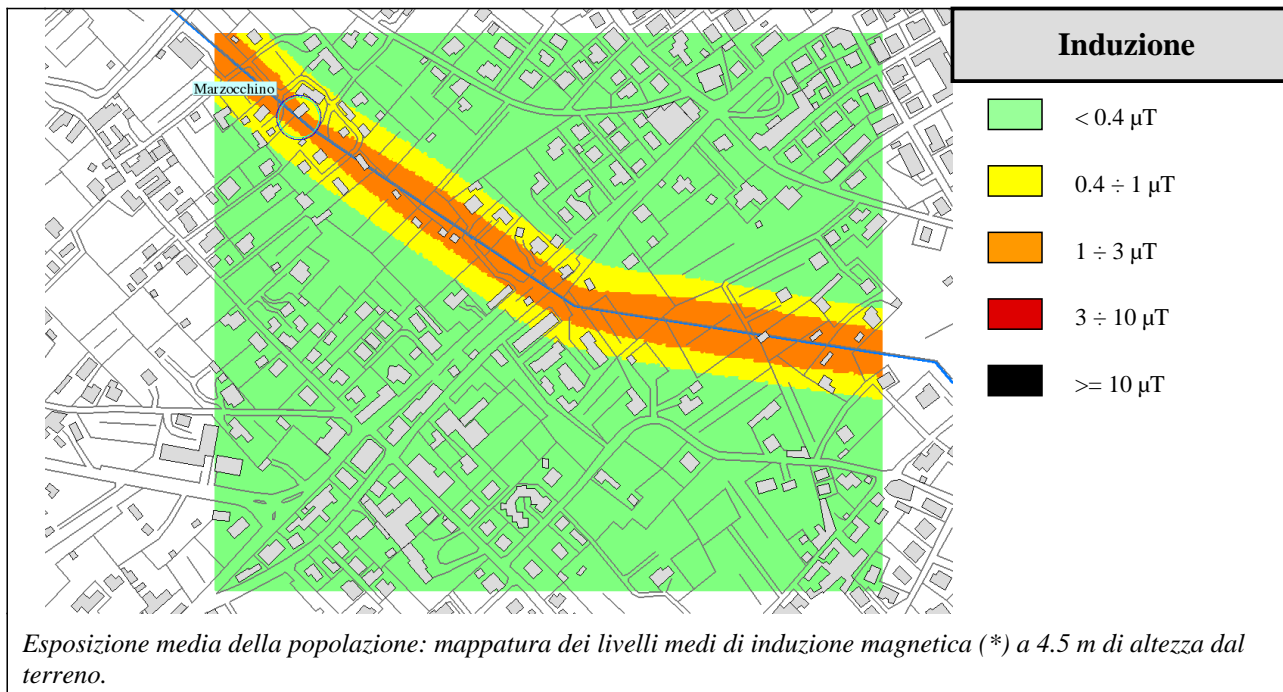 Induzione
Marzocchino
< 0.4 µT
0.4 ÷ 1 µT
1 ÷ 3 µT
3 ÷ 10 µT
>= 10 µT
Esposizione media della popolazione: mappatura dei livelli medi di induzione magnetica (*) a 4.5 m di altezza dal
terreno.